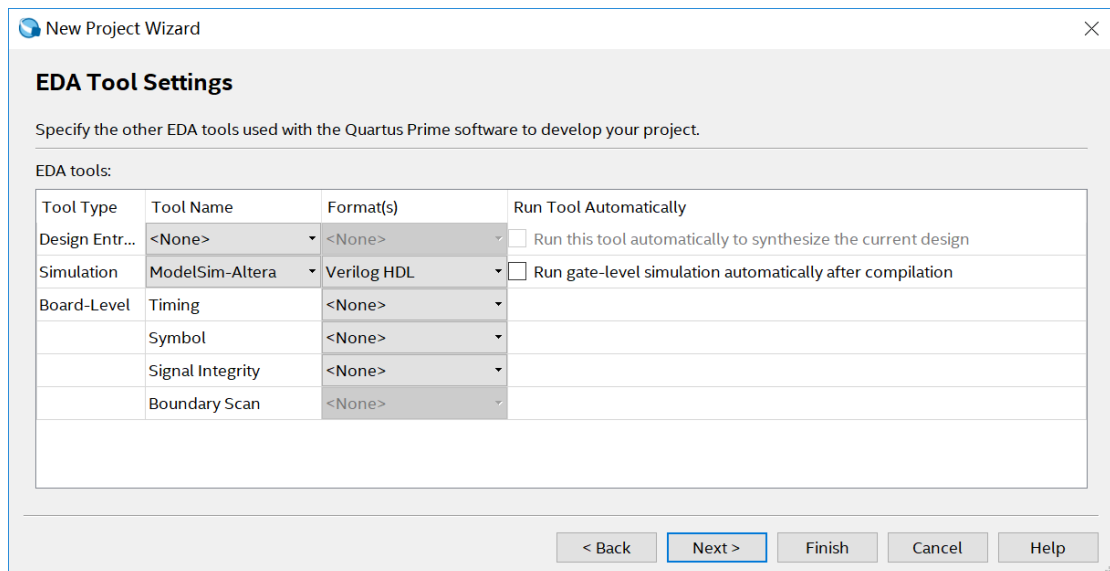 New Project Wizard
EDA Tool Settings
Specify the other EDA tools used with the Quartus Prime software to develop your project.
EDA tools:
Tool Type Tool Name Format(s) Run Tool Automatically
Design Entr... <None> <None> Run this tool automatically to synthesize the current design
Simulation ModelSim-Altera Verilog HDL Run gate-level simulation automatically after compilation
Board-Level Timing <None>
Symbol <None>
Signal Integrity <None>
Boundary Scan <None>
< Back Next > Finish Cancel Help